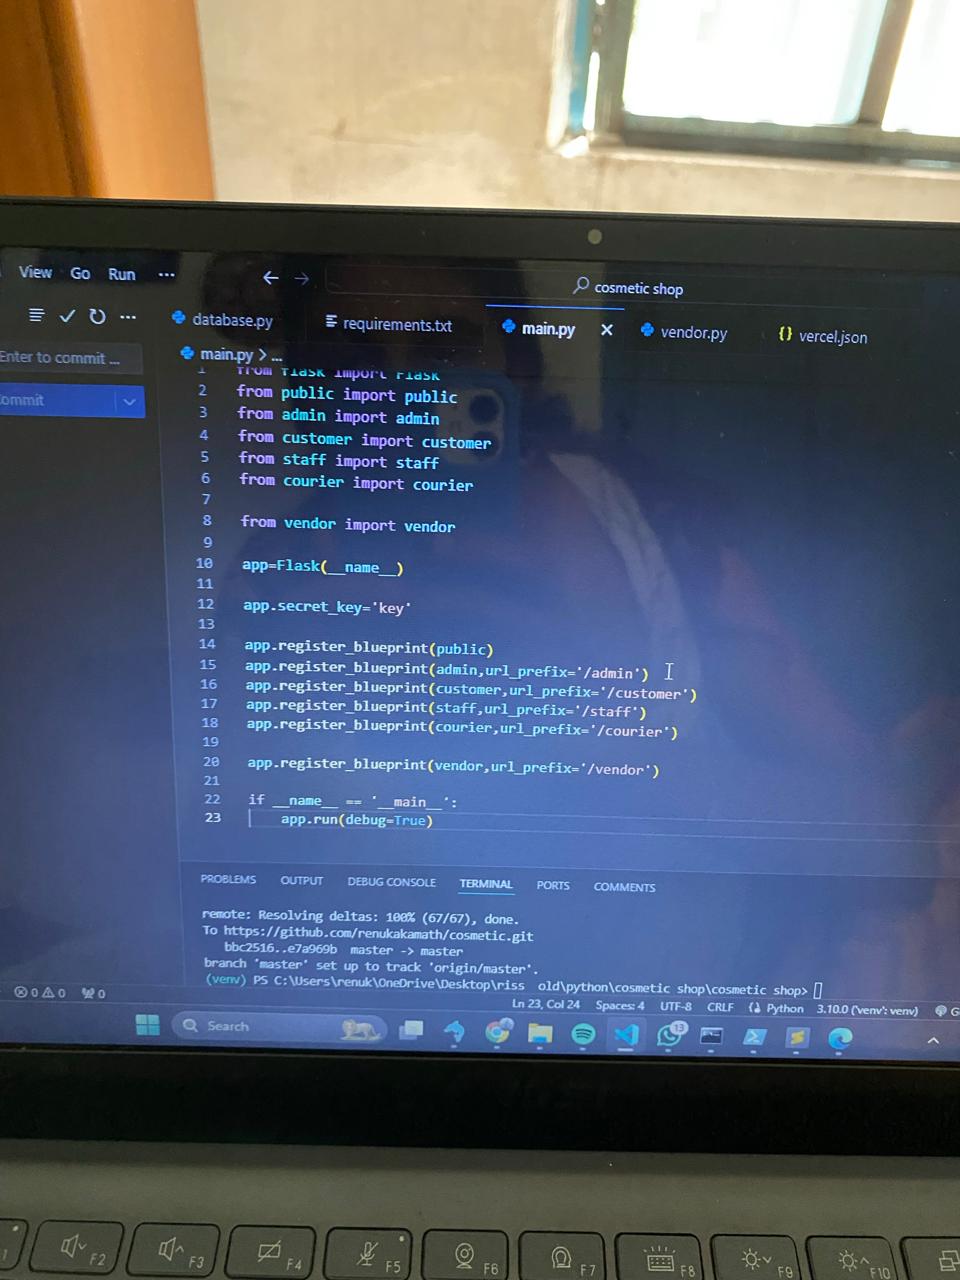 View Go Run ...
cosmetic shop
database.py
requirements.txt
main.py
vendor.py
{} vercel.json
Enter to commit ...
main.py > ...
ommit
1 from flask import Flask
2 from public import public
3 from admin import admin
4 from customer import customer
5 from staff import staff
6 from courier import courier
7
8 from vendor import vendor
9
10 app=Flask(__name__)
11
12 app.secret_key='key'
13
14 app.register_blueprint(public)
15 app.register_blueprint(admin,url_prefix='/admin')
16 app.register_blueprint(customer,url_prefix='/customer')
17 app.register_blueprint(staff,url_prefix='/staff')
18 app.register_blueprint(courier,url_prefix='/courier')
19
20 app.register_blueprint(vendor,url_prefix='/vendor')
21
22 if __name__ == '__main__':
23 app.run(debug=True)
PROBLEMS OUTPUT DEBUG CONSOLE TERMINAL PORTS COMMENTS
remote: Resolving deltas: 100% (67/67), done.
To https://github.com/renukakamath/cosmetic.git
bbc2516..e7a969b master -> master
branch 'master' set up to track 'origin/master'.
(venv) PS C:\Users\renuk\OneDrive\Desktop\riss old\python\cosmetic shop\cosmetic shop>
0 0 0 Ln 23, Col 24 Spaces: 4 UTF-8 CRLF Python 3.10.0 ('venv': venv) G
Search
13
F2 F3 F4 F5 F6 F7 F8 F9 F10